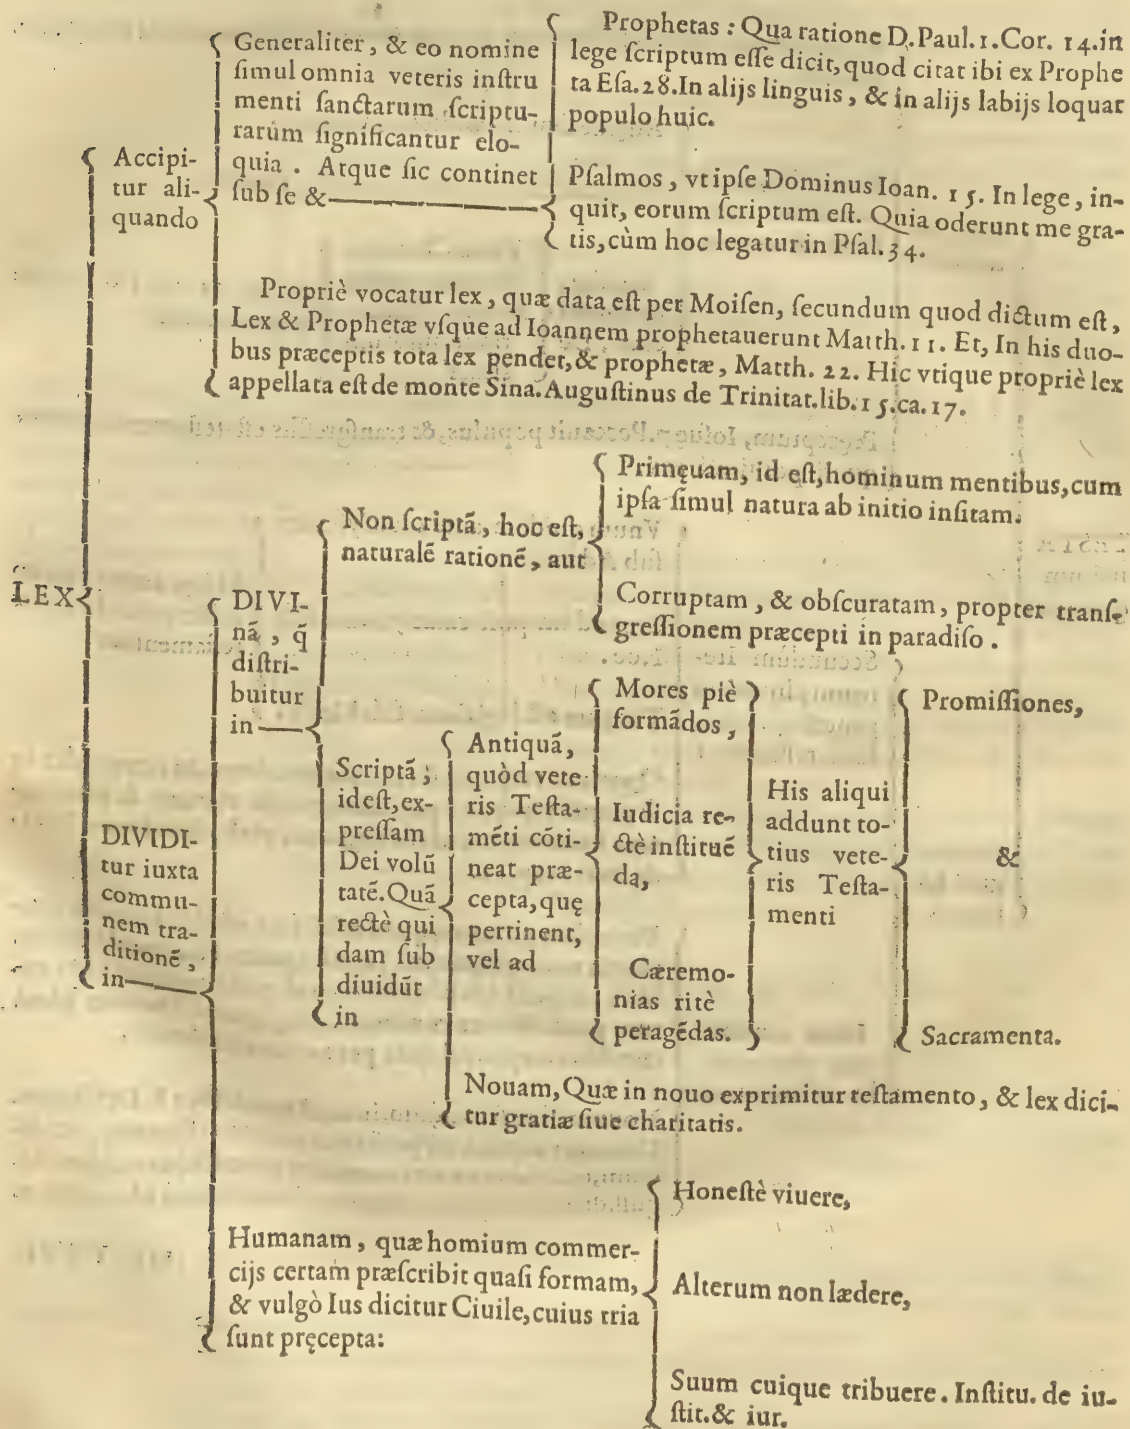 LEX
Accipi-
tur ali-
quando
Generaliter, & eo nomine
ſimul omnia veteris inſtru
menti ſanctarum ſcriptu-
rarum ſignificantur elo-
quia. Atque ſic continet
ſub ſe &
Prophetas : Qua ratione D. Paul. 1. Cor. 14. in
lege ſcriptum eſſe dicit, quod citat ibi ex Prophe
ta Eſa. 28. In alijs linguis, & in alijs labijs loquar
populo huic.
Pſalmos, vt ipſe Dominus Ioan. 15. In lege, in-
quit, eorum ſcriptum eſt. Quia oderunt me gra-
tis, cùm hoc legatur in Pſal. 34.
Propriè vocatur lex, quæ data eſt per Moiſen, ſecundum quod dictum eſt,
Lex & Prophetæ vſque ad Ioannem prophetauerunt Matth. 11. Et, In his duo-
bus præceptis tota lex pendet, & prophetæ, Matth. 22. Hic vtique propriè lex
appellata eſt de monte Sina. Auguſtinus de Trinitat. lib. 15. ca. 17.
DIVIDI-
tur iuxta
commu-
nem tra-
ditionē,
in
DIVI-
nā, q̄
diſtri-
buitur
in
Non ſcriptā, hoc eſt,
naturalē rationē, aut
Primęuam, id eſt, hominum mentibus, cum
ipſa ſimul natura ab initio inſitam.
Corruptam, & obſcuratam, propter tranſ-
greſſionem præcepti in paradiſo.
Scriptā,
id eſt, ex-
preſſam
Dei volū
tatē. Quā
rectè qui
dam ſub
diuidūt
in
Antiquā,
quòd vete
ris Teſta-
mēti cōti-
neat præ-
cepta, quę
pertinent,
vel ad
Mores piè
formādos,
Iudicia re-
ctè inſtituē
da,
Cæremo-
nias ritè
peragēdas.
His aliqui
addunt to-
tius vete-
ris Teſta-
menti
Promiſſiones,
&
Sacramenta.
Nouam, Quæ in nouo exprimitur teſtamento, & lex dici-
tur gratiæ ſiue charitatis.
Humanam, quæ homium commer-
cijs certam præſcribit quaſi formam,
& vulgò Ius dicitur Ciuile, cuius rria
ſunt pręcepta:
Honeſtè viuere,
Alterum non lædere,
Suum cuique tribuere. Inſtitu. de iu-
ſtit. & iur.